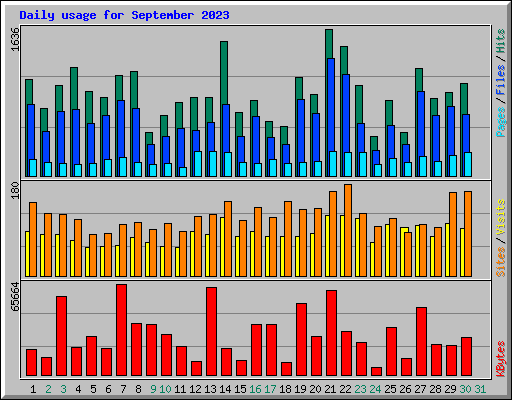 Daily usage for September 2023
1636
Pages / Files / Hits
180
Sites / Visits
65664
KBytes
1 2 3 4 5 6 7 8 9 10 11 12 13 14 15 16 17 18 19 20 21 22 23 24 25 26 27 28 29 30 31